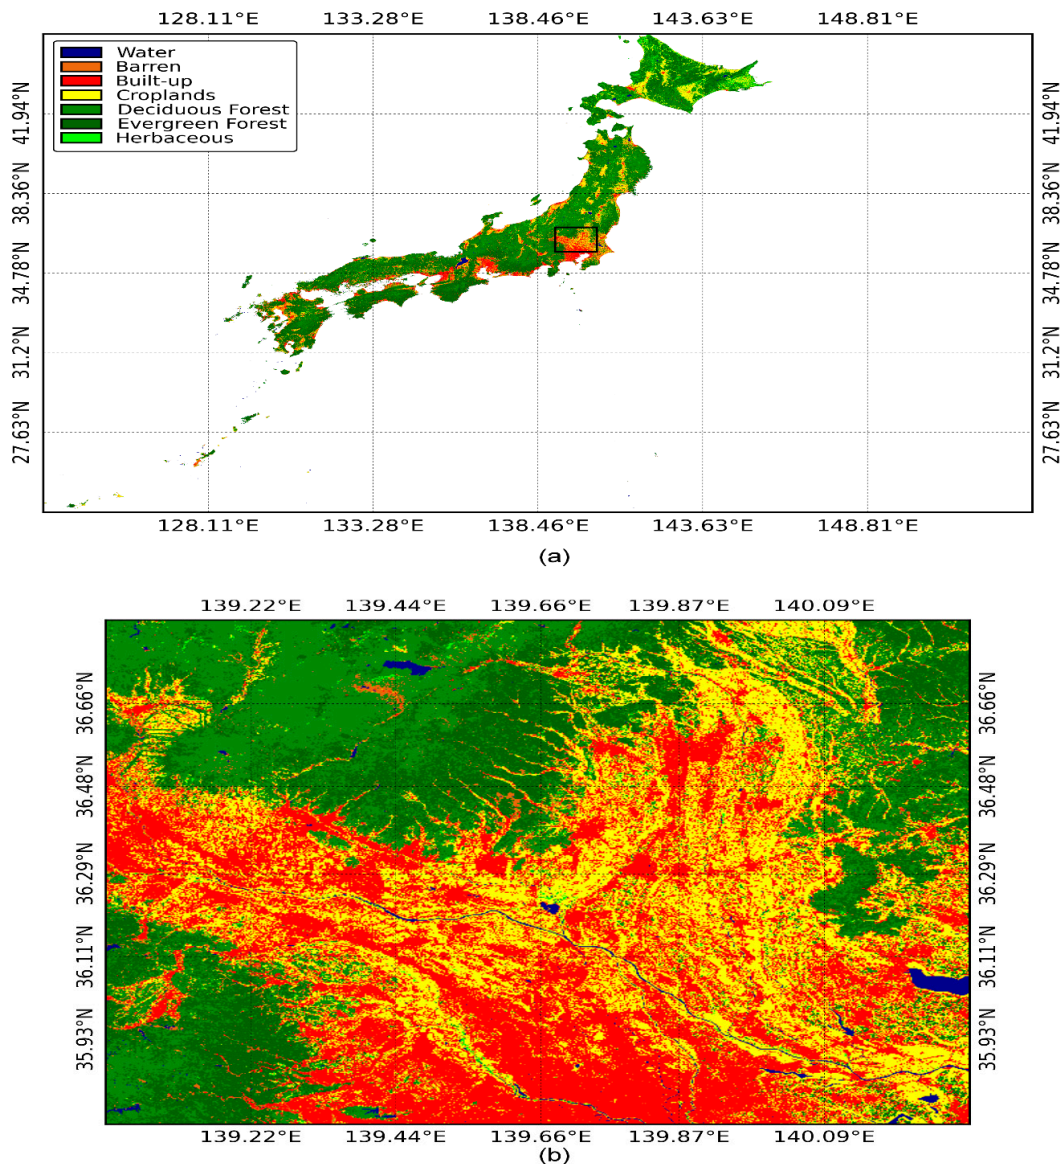 128.11°E 133.28°E 138.46°E 143.63°E 148.81°E
Water
Barren
Built-up
Croplands
Deciduous Forest
Evergreen Forest
Herbaceous
41.94°N 41.94°N
38.36°N 38.36°N
34.78°N 34.78°N
31.2°N 31.2°N
27.63°N 27.63°N
128.11°E 133.28°E 138.46°E 143.63°E 148.81°E
(a)
139.22°E 139.44°E 139.66°E 139.87°E 140.09°E
36.66°N 36.66°N
36.48°N 36.48°N
36.29°N 36.29°N
36.11°N 36.11°N
35.93°N 35.93°N
139.22°E 139.44°E 139.66°E 139.87°E 140.09°E
(b)